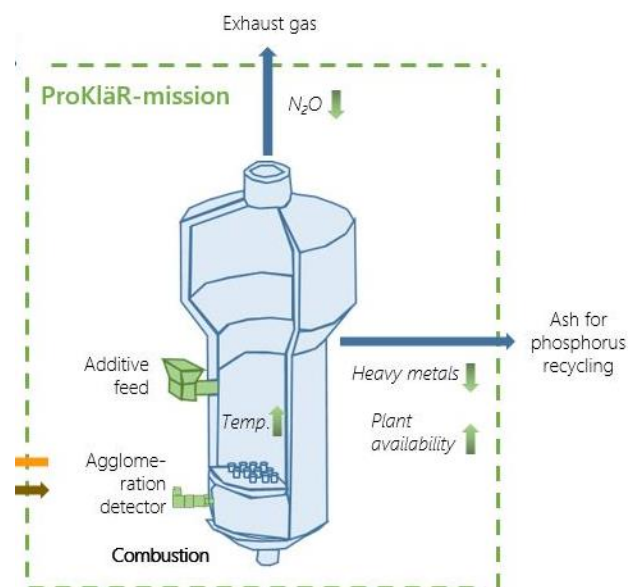 Exhaust gas
ProKläR-mission
N₂O
Additive
feed
Temp.
Ash for
phosphorus
recycling
Heavy metals
Plant
availability
Agglome-
ration
detector
Combustion